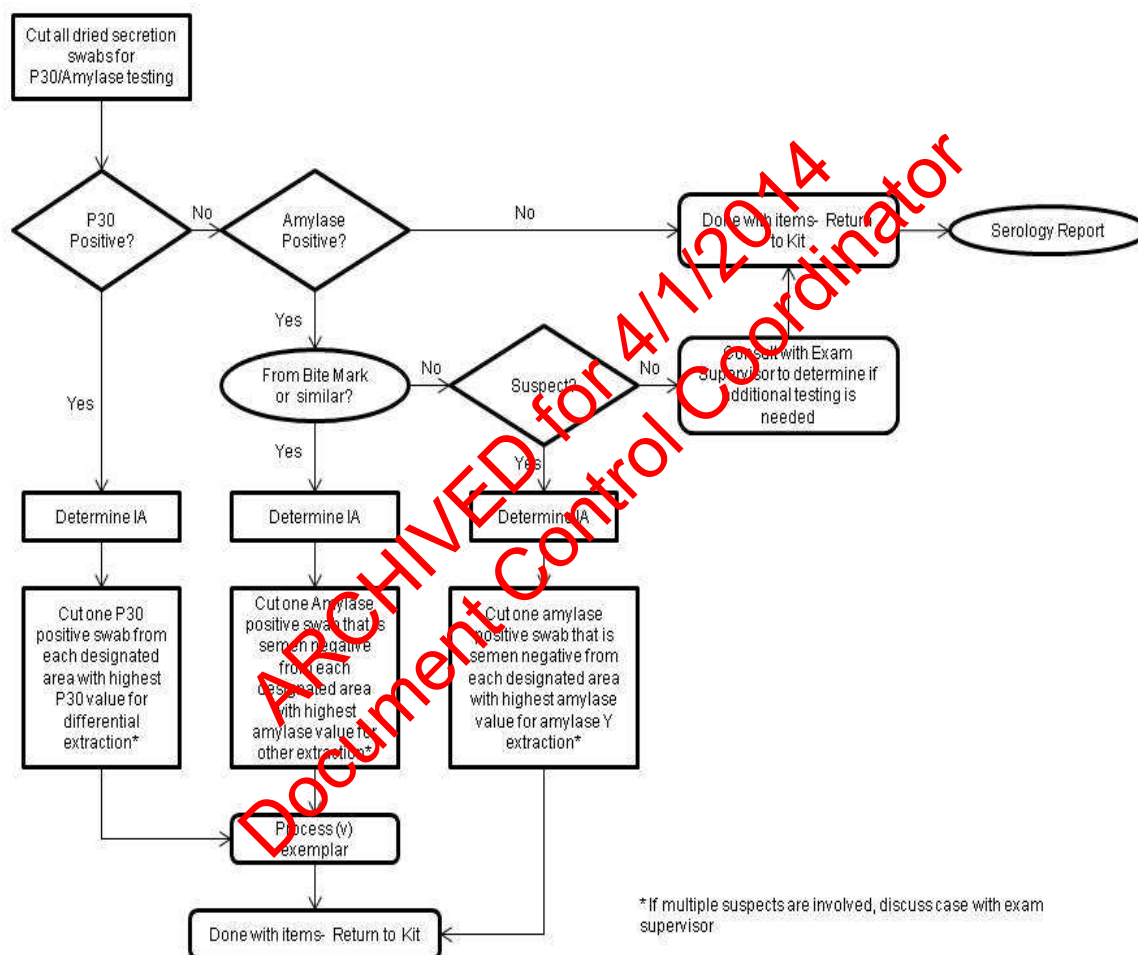 Cut all dried secretion
swabs for
P30/Amylase testing
P30
Positive?
No
Amylase
Positive?
No
Done with items- Return
to Kit
Serology Report
Yes
Yes
From Bite Mark
or similar?
No
Suspect?
No
Consult with Exam
Supervisor to determine if
additional testing is
needed
Yes
Yes
Determine IA
Determine IA
Determine IA
Cut one P30
positive swab from
each designated
area with highest
P30 value for
differential
extraction*
Cut one Amylase
positive swab that is
semen negative
from each
designated area
with highest
amylase value for
other extraction*
Cut one amylase
positive swab that is
semen negative from
each designated area
with highest amylase
value for amylase Y
extraction*
Process (v)
exemplar
Done with items- Return to Kit
* If multiple suspects are involved, discuss case with exam
supervisor
ARCHIVED for 4/1/2014
Document Control Coordinator